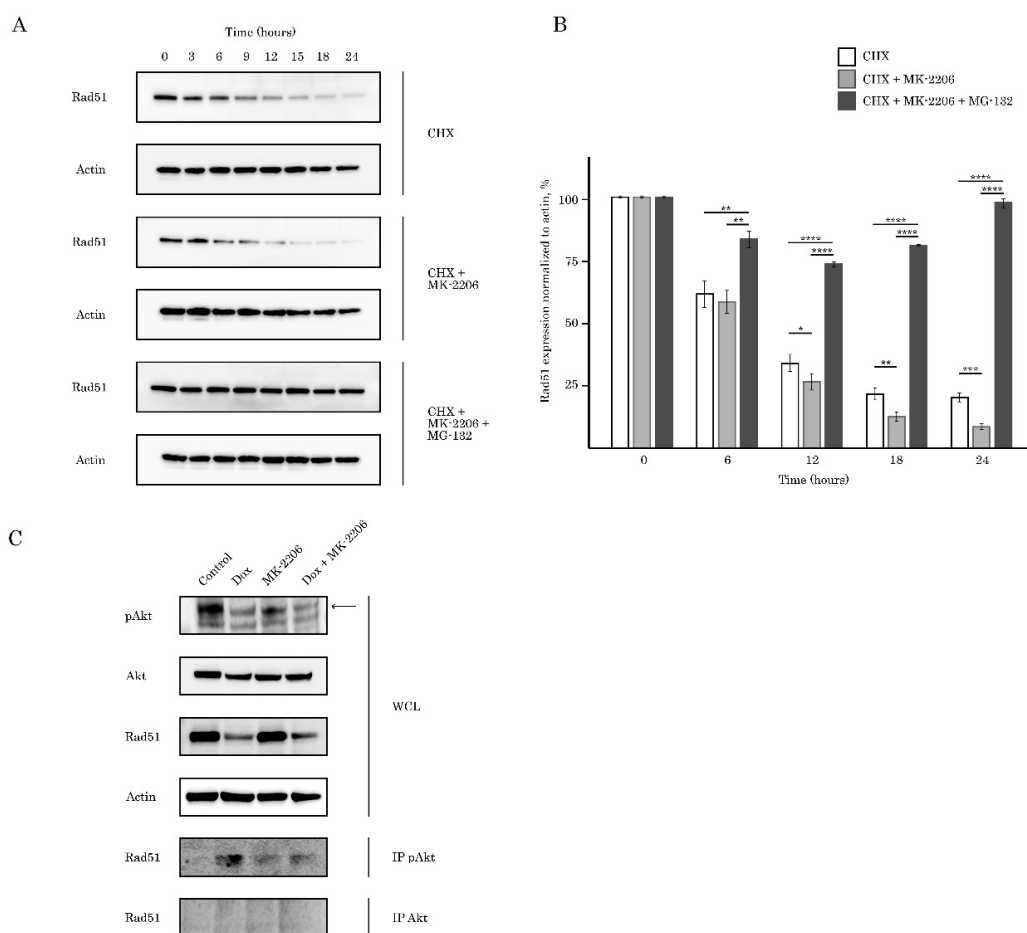 A
Time (hours)
0 3 6 9 12 15 18 24
Rad51
Actin
CHX
Rad51
Actin
CHX +
MK-2206
Rad51
Actin
CHX +
MK-2206 +
MG-132
B
CHX
CHX + MK-2206
CHX + MK-2206 + MG-132
Rad51 expression normalized to actin, %
100
75
50
25
** **
* **** ****
** **** ****
*** **** ****
0 6 12 18 24
Time (hours)
C
Control Dox MK-2206 Dox + MK-2206
pAkt
Akt
Rad51
Actin
WCL
Rad51 IP pAkt
Rad51 IP Akt